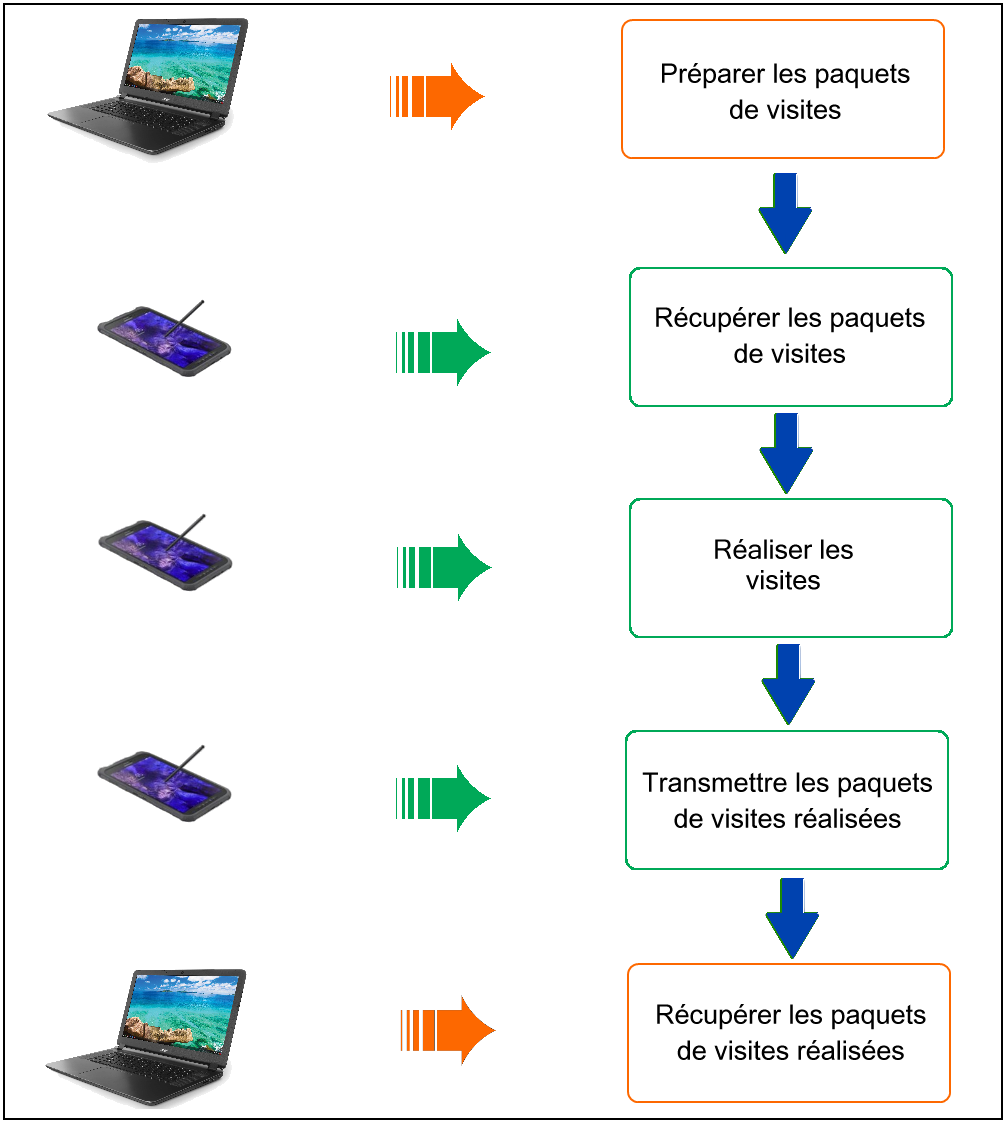 Préparer les paquets
de visites
Récupérer les paquets
de visites
Réaliser les
visites
Transmettre les paquets
de visites réalisées
Récupérer les paquets
de visites réalisées